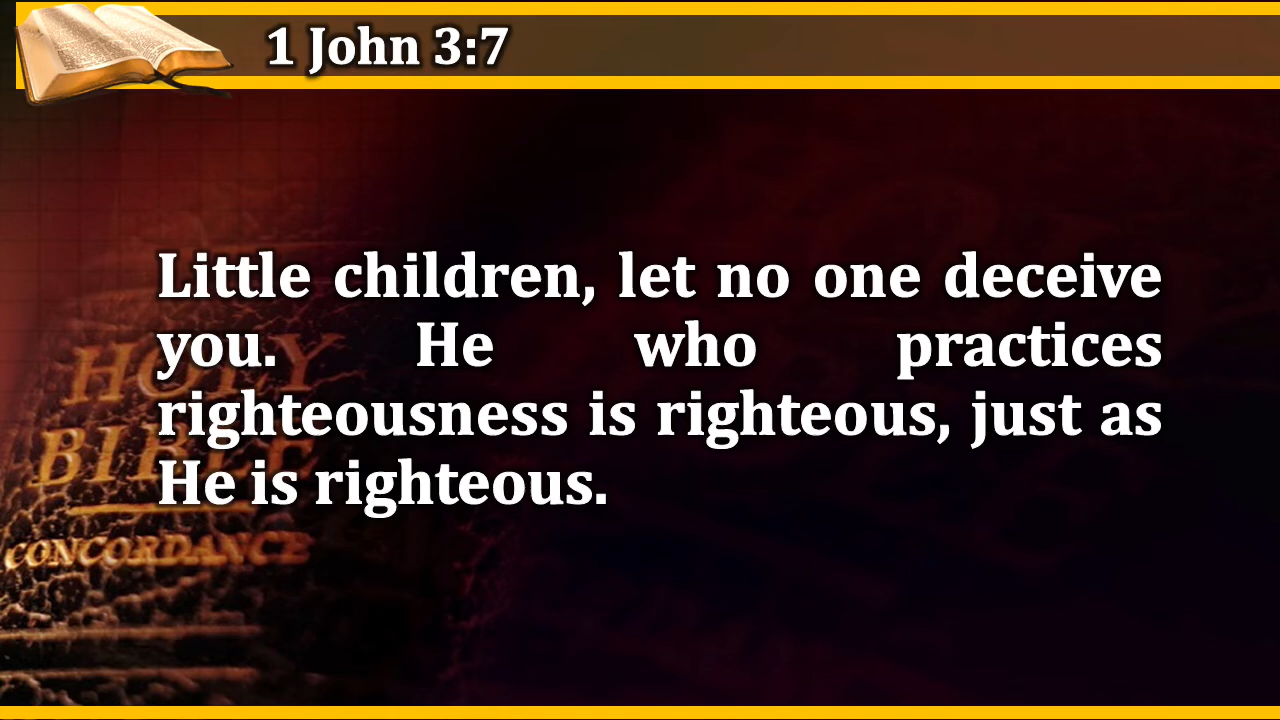 1 John 3:7
Little children, let no one deceive
you. He who practices
righteousness is righteous, just as
He is righteous.
HOLY
BIBLE
CONCORDANCE